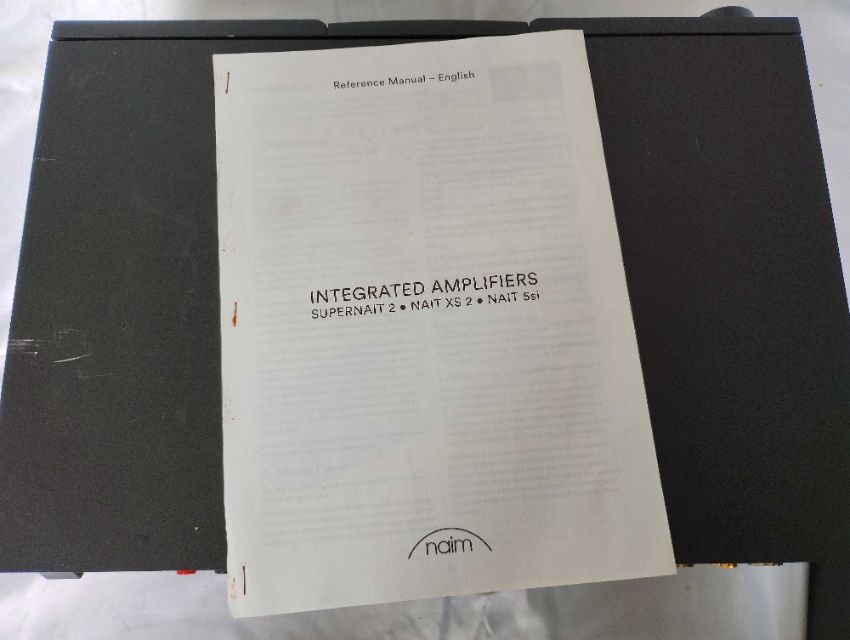 Reference Manual – English
INTEGRATED AMPLIFIERS
SUPERNAIT 2 • NAIT XS 2 • NAIT 5si
naim